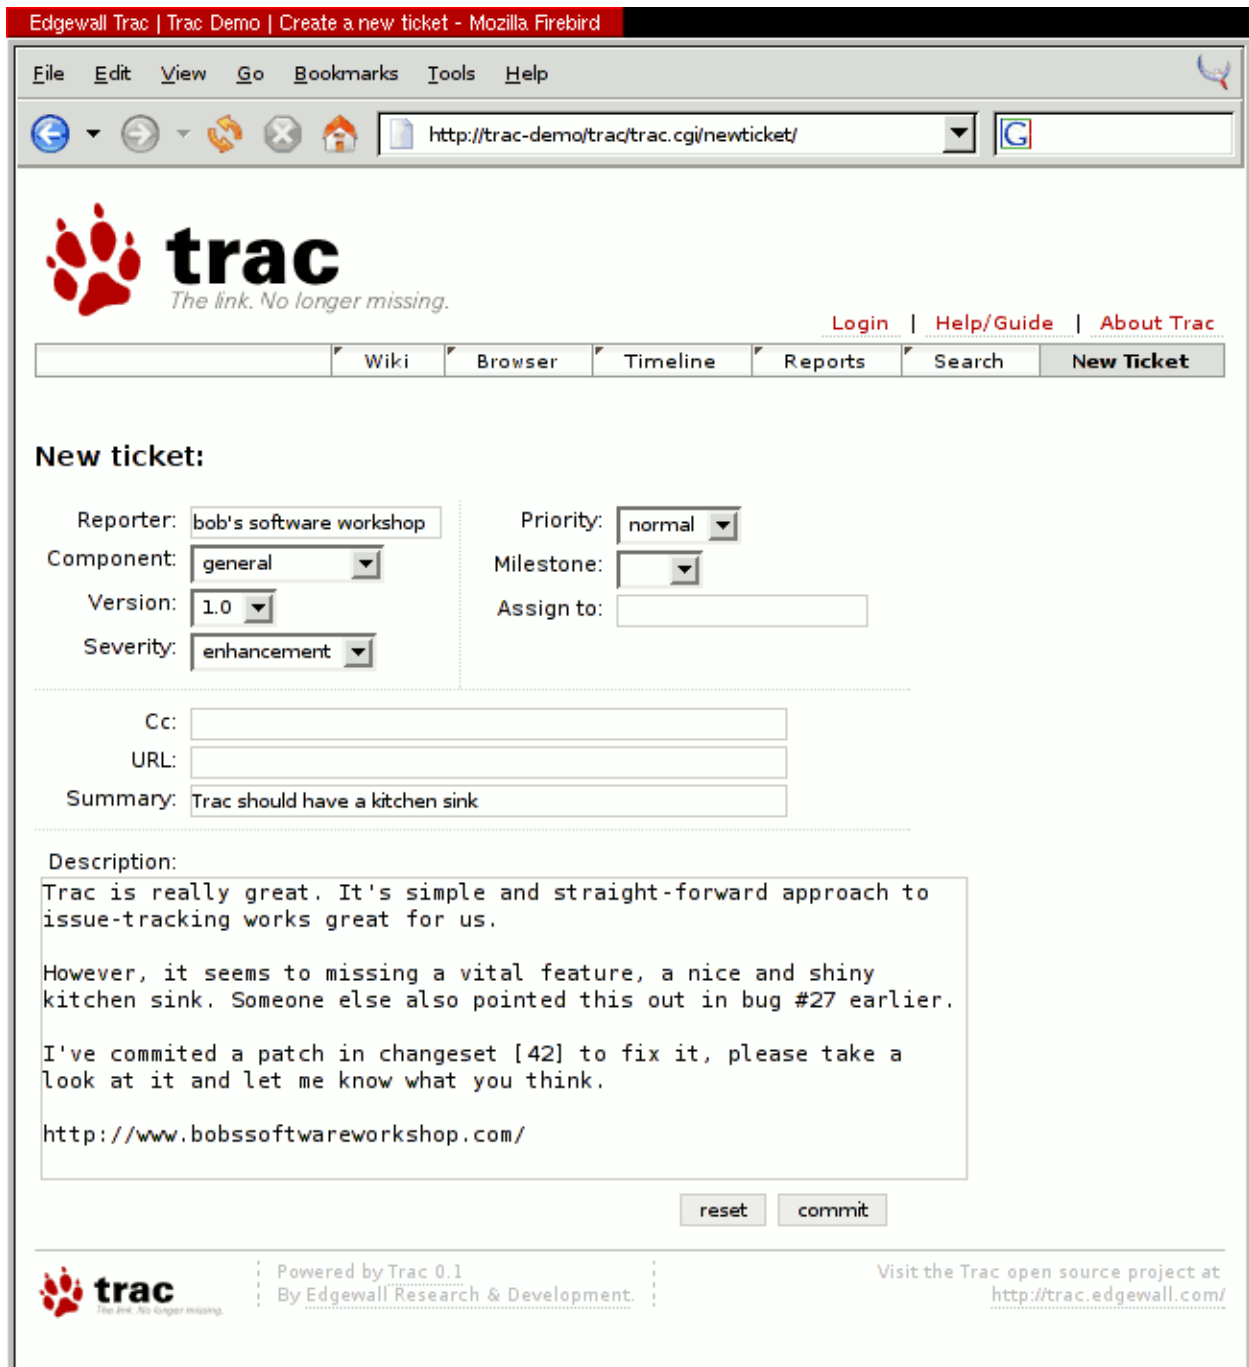 Edgewall Trac | Trac Demo | Create a new ticket - Mozilla Firebird
File Edit View Go Bookmarks Tools Help
http://trac-demo/trac/trac.cgi/newticket/ G
trac
The link. No longer missing.
Login | Help/Guide | About Trac
Wiki Browser Timeline Reports Search New Ticket
New ticket:
Reporter: bob's software workshop Priority: normal
Component: general Milestone:
Version: 1.0 Assign to:
Severity: enhancement
Cc:
URL:
Summary: Trac should have a kitchen sink
Description:
Trac is really great. It's simple and straight-forward approach to
issue-tracking works great for us.
However, it seems to missing a vital feature, a nice and shiny
kitchen sink. Someone else also pointed this out in bug #27 earlier.
I've commited a patch in changeset [42] to fix it, please take a
look at it and let me know what you think.
http://www.bobssoftwareworkshop.com/
reset commit
trac
The link. No longer missing.
Powered by Trac 0.1
By Edgewall Research & Development.
Visit the Trac open source project at
http://trac.edgewall.com/